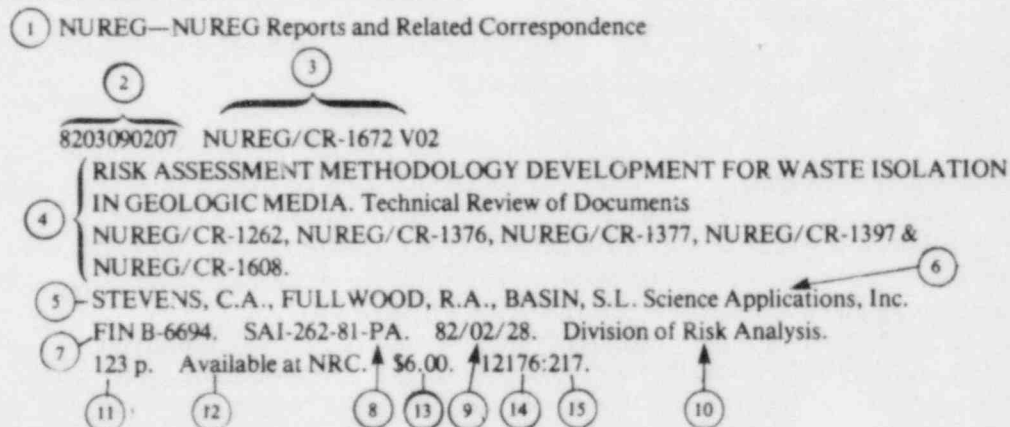 1 NUREG—NUREG Reports and Related Correspondence
2 3
8203090207 NUREG/CR-1672 V02
RISK ASSESSMENT METHODOLOGY DEVELOPMENT FOR WASTE ISOLATION
4 IN GEOLOGIC MEDIA. Technical Review of Documents
NUREG/CR-1262, NUREG/CR-1376, NUREG/CR-1377, NUREG/CR-1397 &
NUREG/CR-1608.
6
5 STEVENS, C.A., FULLWOOD, R.A., BASIN, S.L. Science Applications, Inc.
7 FIN B-6694. SAI-262-81-PA. 82/02/28. Division of Risk Analysis.
123 p. Available at NRC. $6.00. 12176:217.
11 12 8 13 9 14 15 10